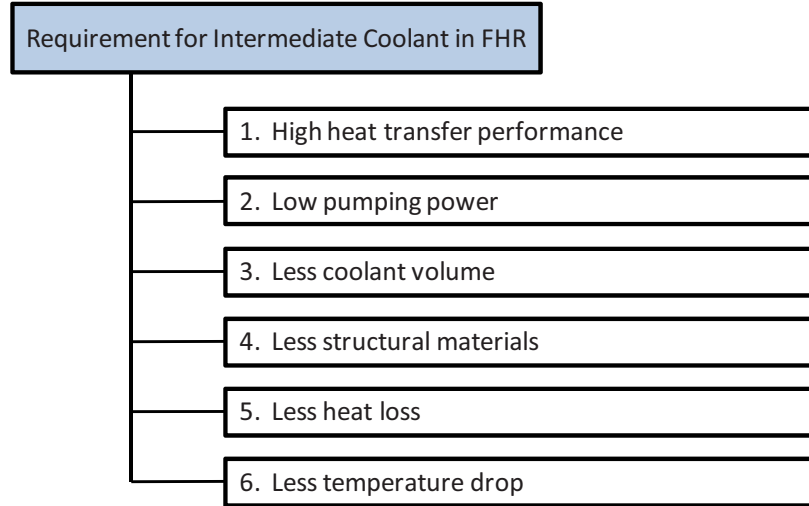 Requirement for Intermediate Coolant in FHR
1. High heat transfer performance
2. Low pumping power
3. Less coolant volume
4. Less structural materials
5. Less heat loss
6. Less temperature drop